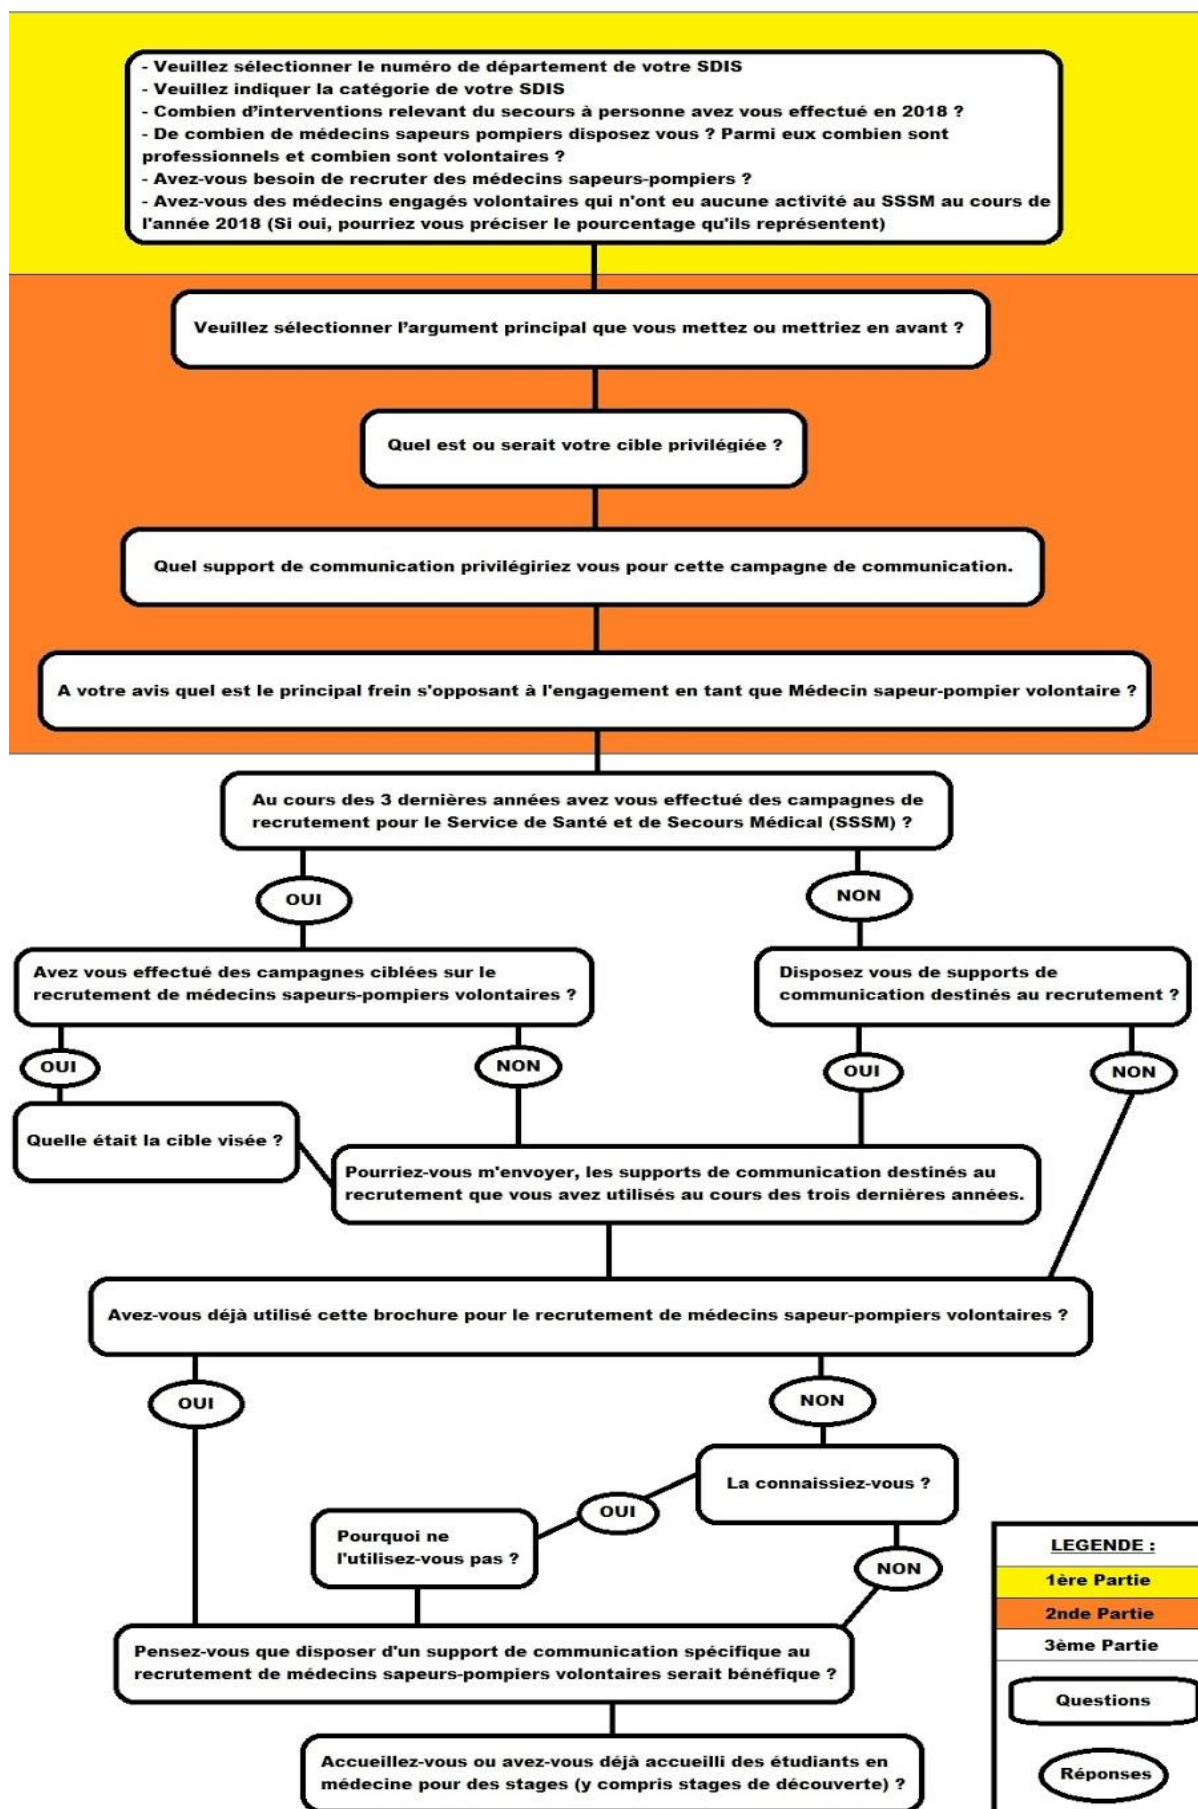 - Veuillez sélectionner le numéro de département de votre SDIS
- Veuillez indiquer la catégorie de votre SDIS
- Combien d’interventions relevant du secours à personne avez vous effectué en 2018 ?
- De combien de médecins sapeurs pompiers disposez vous ? Parmi eux combien sont
professionnels et combien sont volontaires ?
- Avez-vous besoin de recruter des médecins sapeurs-pompiers ?
- Avez-vous des médecins engagés volontaires qui n'ont eu aucune activité au SSSM au cours de
l'année 2018 (Si oui, pourriez vous préciser le pourcentage qu'ils représentent)
Veuillez sélectionner l’argument principal que vous mettez ou mettriez en avant ?
Quel est ou serait votre cible privilégiée ?
Quel support de communication privilégiriez vous pour cette campagne de communication.
A votre avis quel est le principal frein s'opposant à l'engagement en tant que Médecin sapeur-pompier volontaire ?
Au cours des 3 dernières années avez vous effectué des campagnes de
recrutement pour le Service de Santé et de Secours Médical (SSSM) ?
OUI
NON
Avez vous effectué des campagnes ciblées sur le
recrutement de médecins sapeurs-pompiers volontaires ?
Disposez vous de supports de
communication destinés au recrutement ?
OUI
NON
OUI
NON
Quelle était la cible visée ?
Pourriez-vous m'envoyer, les supports de communication destinés au
recrutement que vous avez utilisés au cours des trois dernières années.
Avez-vous déjà utilisé cette brochure pour le recrutement de médecins sapeur-pompiers volontaires ?
OUI
NON
La connaissiez-vous ?
OUI
Pourquoi ne
l'utilisez-vous pas ?
NON
Pensez-vous que disposer d'un support de communication spécifique au
recrutement de médecins sapeurs-pompiers volontaires serait bénéfique ?
Accueillez-vous ou avez-vous déjà accueilli des étudiants en
médecine pour des stages (y compris stages de découverte) ?
LEGENDE :
1ère Partie
2nde Partie
3ème Partie
Questions
Réponses